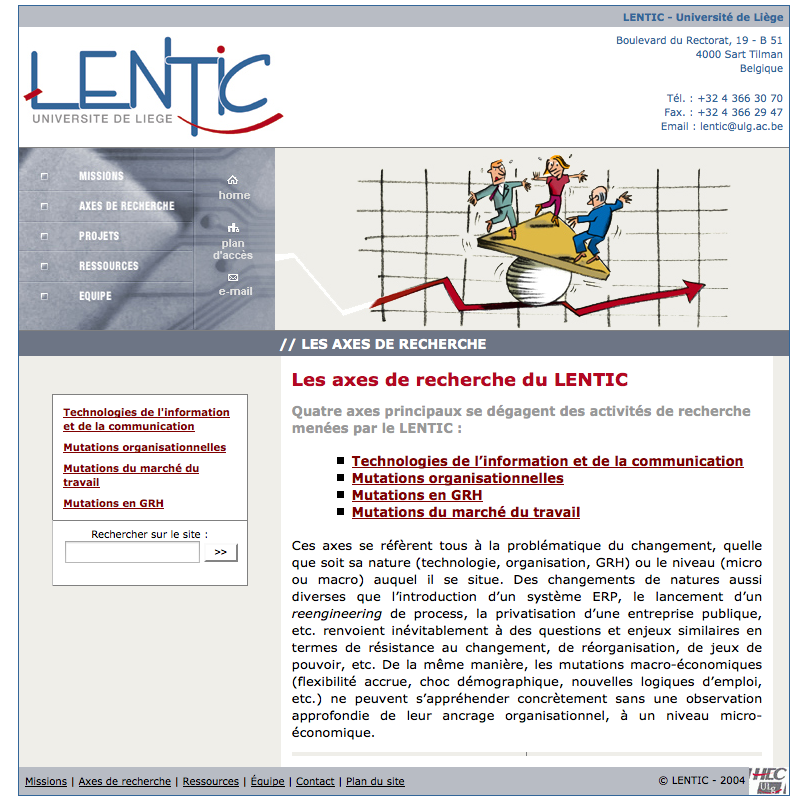 LENTIC - Université de Liège
LENTIC
UNIVERSITE DE LIEGE
Boulevard du Rectorat, 19 - B 51
4000 Sart Tilman
Belgique
Tél. : +32 4 366 30 70
Fax. : +32 4 366 29 47
Email : lentic@ulg.ac.be
MISSIONS
AXES DE RECHERCHE
PROJETS
RESSOURCES
EQUIPE
home
plan
d'accès
e-mail
// LES AXES DE RECHERCHE
Technologies de l'information
et de la communication
Mutations organisationnelles
Mutations du marché du
travail
Mutations en GRH
Rechercher sur le site :
>>
Les axes de recherche du LENTIC
Quatre axes principaux se dégagent des activités de recherche
menées par le LENTIC :
Technologies de l’information et de la communication
Mutations organisationnelles
Mutations en GRH
Mutations du marché du travail
Ces axes se réfèrent tous à la problématique du changement, quelle
que soit sa nature (technologie, organisation, GRH) ou le niveau (micro
ou macro) auquel il se situe. Des changements de natures aussi
diverses que l’introduction d’un système ERP, le lancement d’un
reengineering de process, la privatisation d’une entreprise publique,
etc. renvoient inévitablement à des questions et enjeux similaires en
termes de résistance au changement, de réorganisation, de jeux de
pouvoir, etc. De la même manière, les mutations macro-économiques
(flexibilité accrue, choc démographique, nouvelles logiques d’emploi,
etc.) ne peuvent s’appréhender concrètement sans une observation
approfondie de leur ancrage organisationnel, à un niveau micro-
économique.
Missions | Axes de recherche | Ressources | Équipe | Contact | Plan du site
© LENTIC - 2004
HEC
Ulg